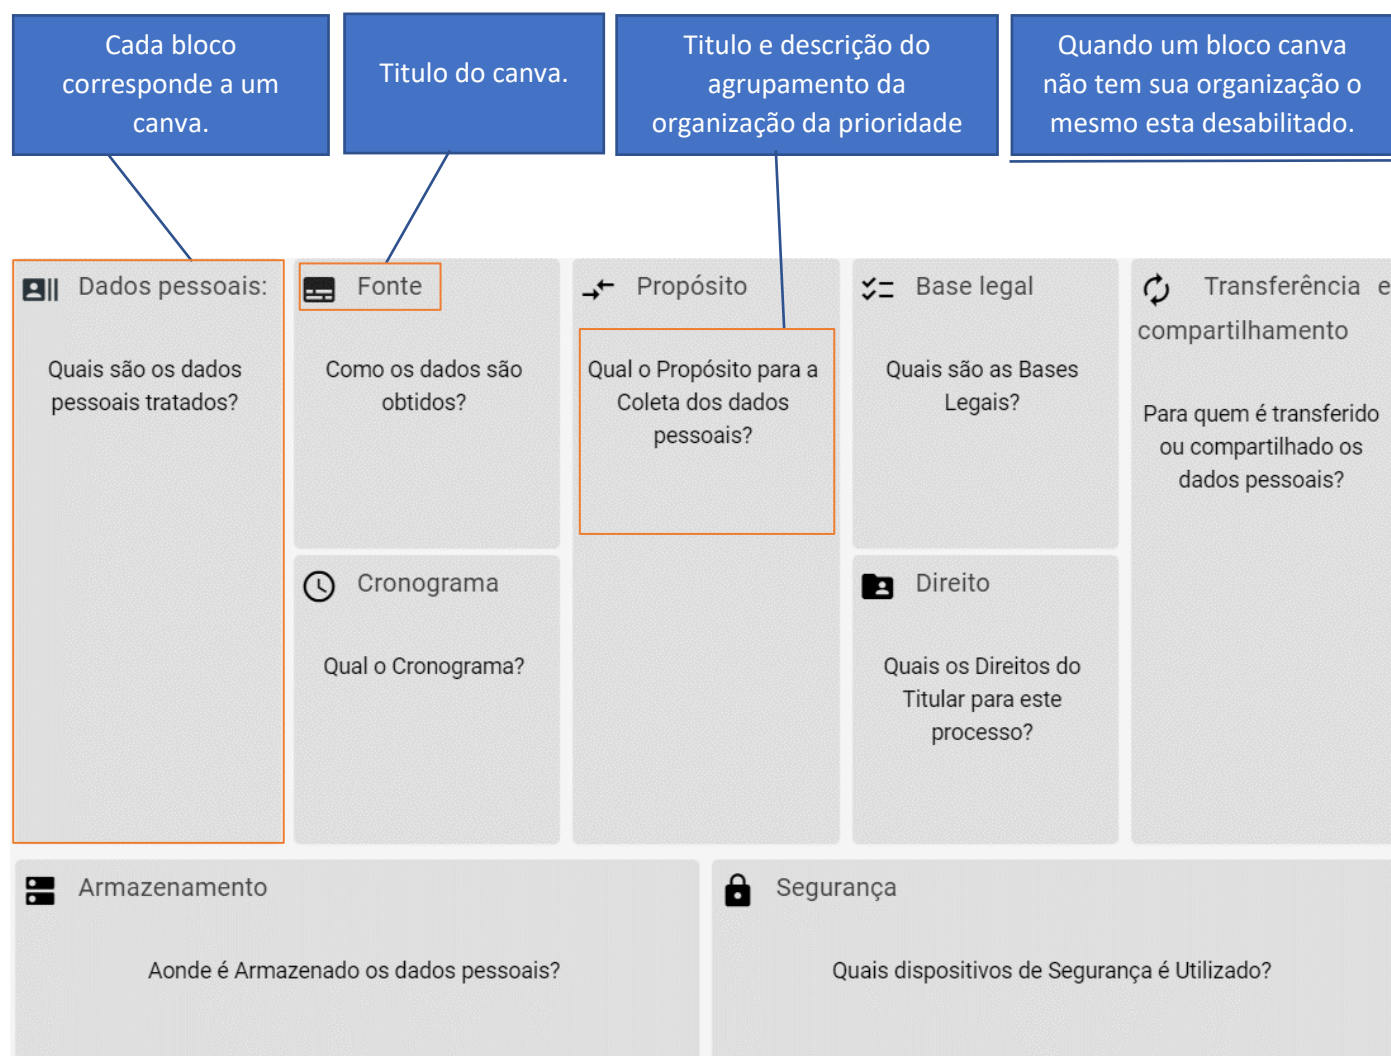 Cada bloco
corresponde a um
canva.
Titulo do canva.
Titulo e descrição do
agrupamento da
organização da prioridade
Quando um bloco canva
não tem sua organização o
mesmo esta desabilitado.
Dados pessoais:
Quais são os dados
pessoais tratados?
Fonte
Como os dados são
obtidos?
Propósito
Qual o Propósito para a
Coleta dos dados
pessoais?
Base legal
Quais são as Bases
Legais?
Transferência e
compartilhamento
Para quem é transferido
ou compartilhado os
dados pessoais?
Cronograma
Qual o Cronograma?
Direito
Quais os Direitos do
Titular para este
processo?
Armazenamento
Aonde é Armazenado os dados pessoais?
Segurança
Quais dispositivos de Segurança é Utilizado?